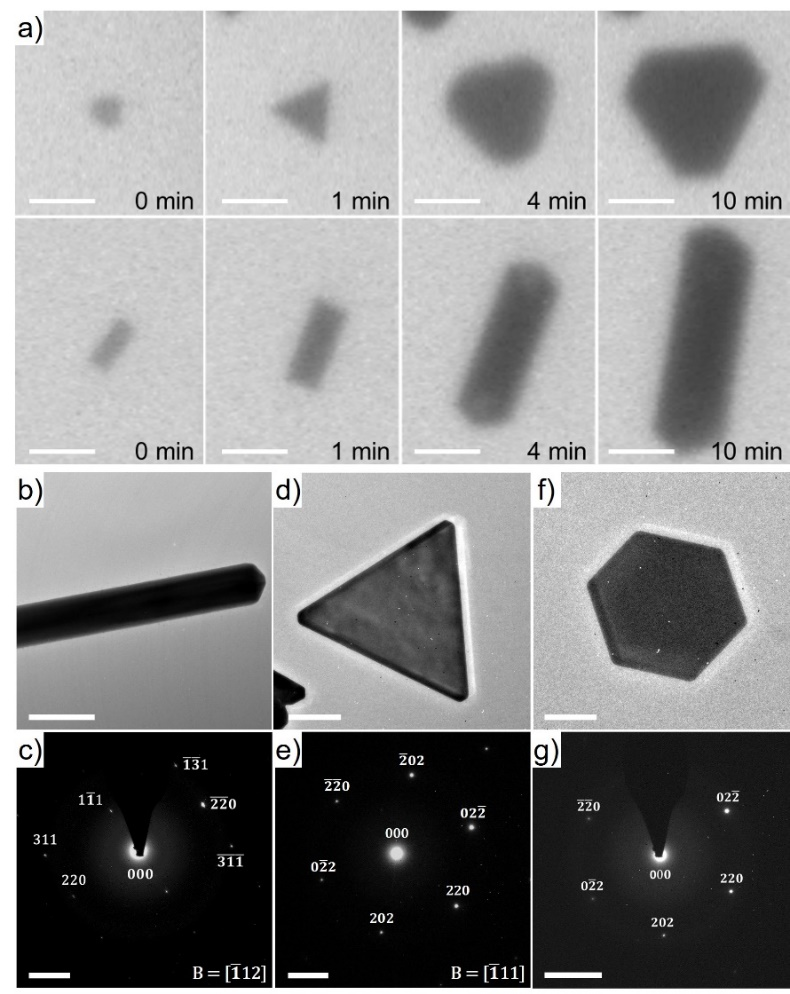 a)
0 min
1 min
4 min
10 min
0 min
1 min
4 min
10 min
b)
d)
f)
c)
1̅3̅1
11̅1
2̅2̅0
311
3̅1̅1̅
000
220
B = [1̅12]
e)
2̅02
2̅2̅0
022̅
000
02̅2
220
202
B = [1̅11]
g)
2̅2̅0
022̅
000
02̅2
220
202